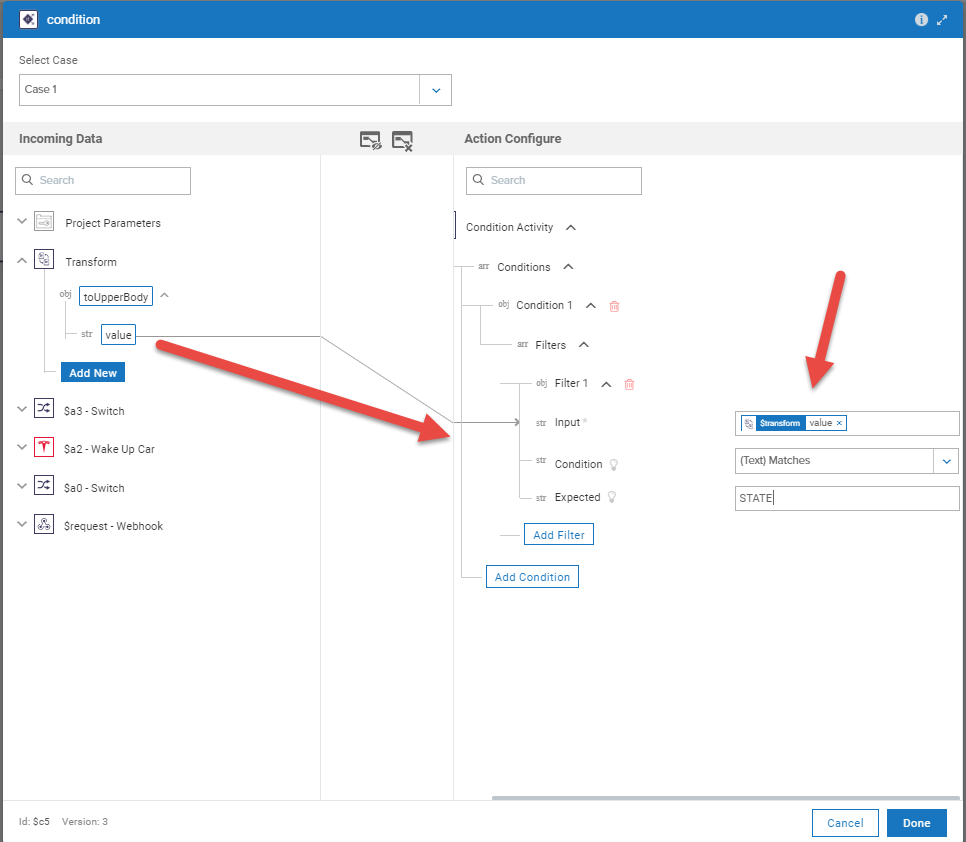 condition
Select Case
Case 1
Incoming Data
Action Configure
Search
Search
Project Parameters
Condition Activity
Transform
arr Conditions
obj toUpperBody
obj Condition 1
str value
arr Filters
Add New
obj Filter 1
$a3 - Switch
str Input *
$transform value ×
$a2 - Wake Up Car
str Condition
(Text) Matches
$a0 - Switch
str Expected
STATE
$request - Webhook
Add Filter
Add Condition
Id: $c5 Version: 3
Cancel
Done